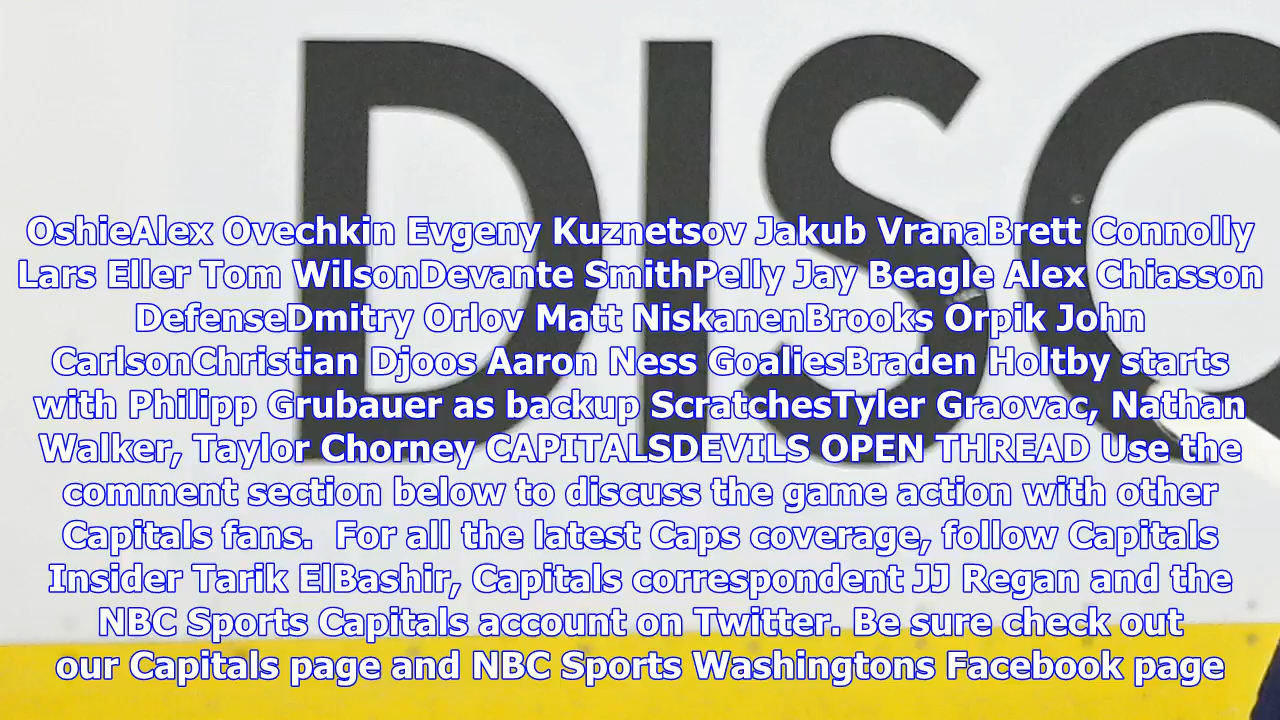 DISC
OshieAlex Ovechkin Evgeny Kuznetsov Jakub VranaBrett Connolly
Lars Eller Tom WilsonDevante SmithPelly Jay Beagle Alex Chiasson
DefenseDmitry Orlov Matt NiskanenBrooks Orpik John
CarlsonChristian Djoos Aaron Ness GoaliesBraden Holtby starts
with Philipp Grubauer as backup ScratchesTyler Graovac, Nathan
Walker, Taylor Chorney CAPITALSDEVILS OPEN THREAD Use the
comment section below to discuss the game action with other
Capitals fans.  For all the latest Caps coverage, follow Capitals
Insider Tarik ElBashir, Capitals correspondent JJ Regan and the
NBC Sports Capitals account on Twitter. Be sure check out
our Capitals page and NBC Sports Washingtons Facebook page